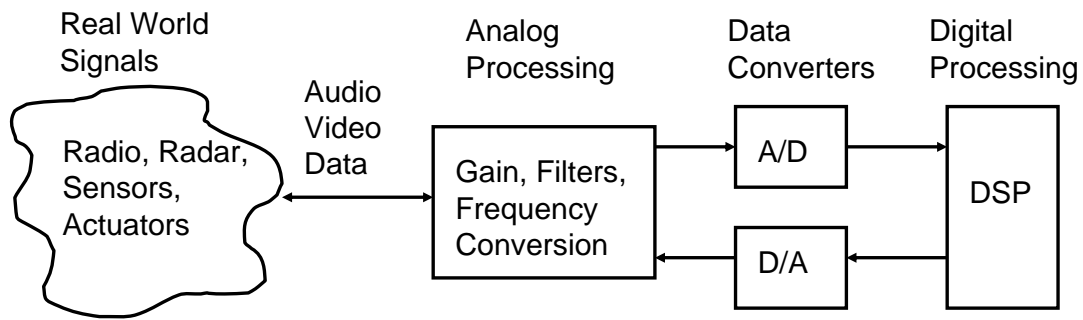 Real World
Signals
Analog
Processing
Data
Converters
Digital
Processing
Audio
Video
Data
Radio, Radar,
Sensors,
Actuators
Gain, Filters,
Frequency
Conversion
A/D
D/A
DSP